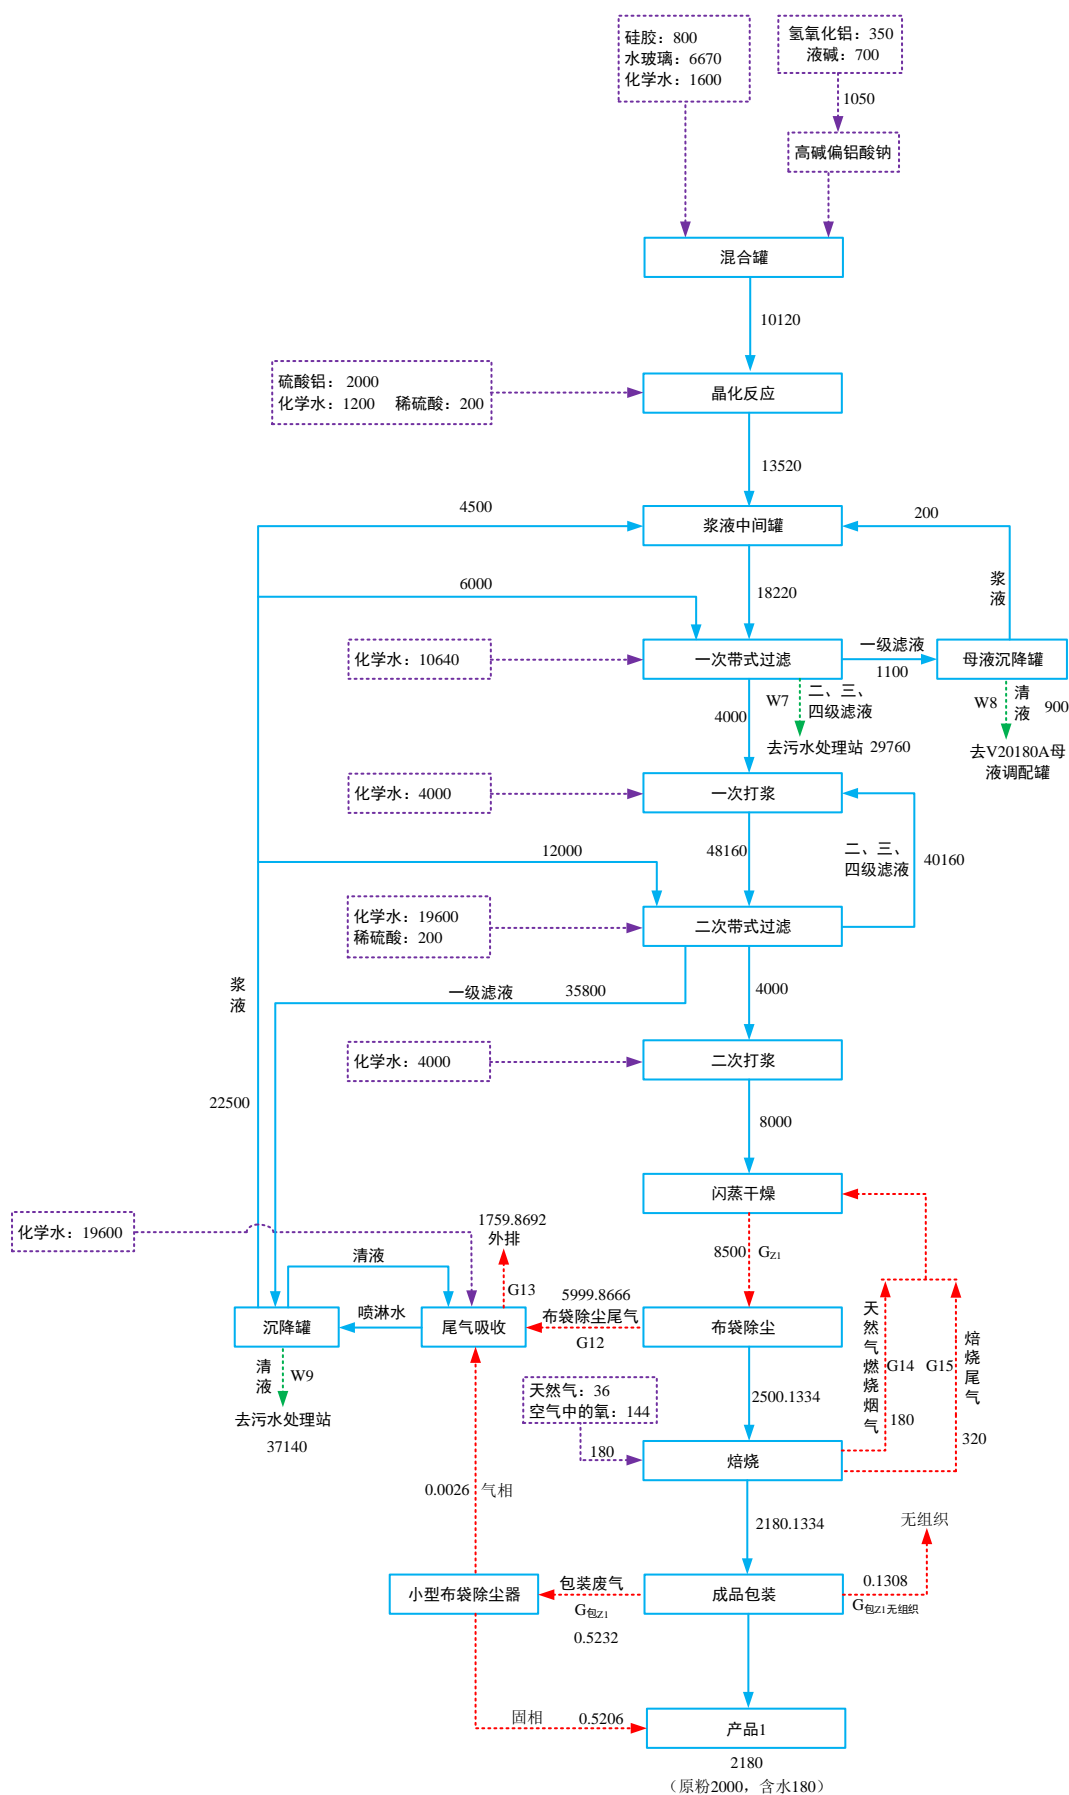 硅胶：800
水玻璃：6670
化学水：1600
氢氧化铝：350
液碱：700
1050
高碱偏铝酸钠
混合罐
10120
硫酸铝： 2000
化学水：1200 稀硫酸：200
晶化反应
13520
4500
浆液中间罐
200
6000
18220
浆
液
化学水：10640
一次带式过滤
一级滤液
1100
母液沉降罐
W7
二、三、
四级滤液
4000
去污水处理站 29760
W8
清
液
900
去V20180A母
液调配罐
化学水：4000
一次打浆
12000
48160
二、三、
四级滤液
40160
化学水：19600
稀硫酸：200
二次带式过滤
浆
液
一级滤液
35800
4000
化学水：4000
二次打浆
22500
8000
闪蒸干燥
化学水：19600
1759.8692
外排
清液
G13
8500
GZ1
5999.8666
布袋除尘尾气
G12
沉降罐
喷淋水
尾气吸收
布袋除尘
天
然
气
燃
烧
烟
气
G14
180
G15
焙
烧
尾
气
320
清
液
W9
去污水处理站
37140
天然气：36
空气中的氧：144
2500.1334
180
焙烧
0.0026
气相
2180.1334
无组织
小型布袋除尘器
包装废气
G包Z1
0.5232
成品包装
0.1308
G包Z1无组织
固相
0.5206
产品1
2180
（原粉2000，含水180）